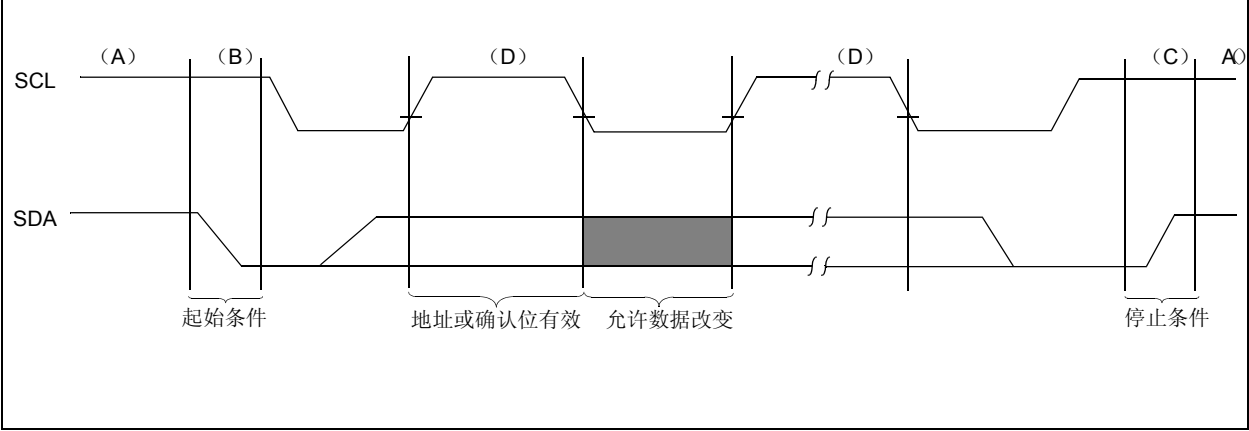 （A） （B） （D） （D） （C） A（）
SCL
SDA
起始条件 地址或确认位有效 允许数据改变 停止条件